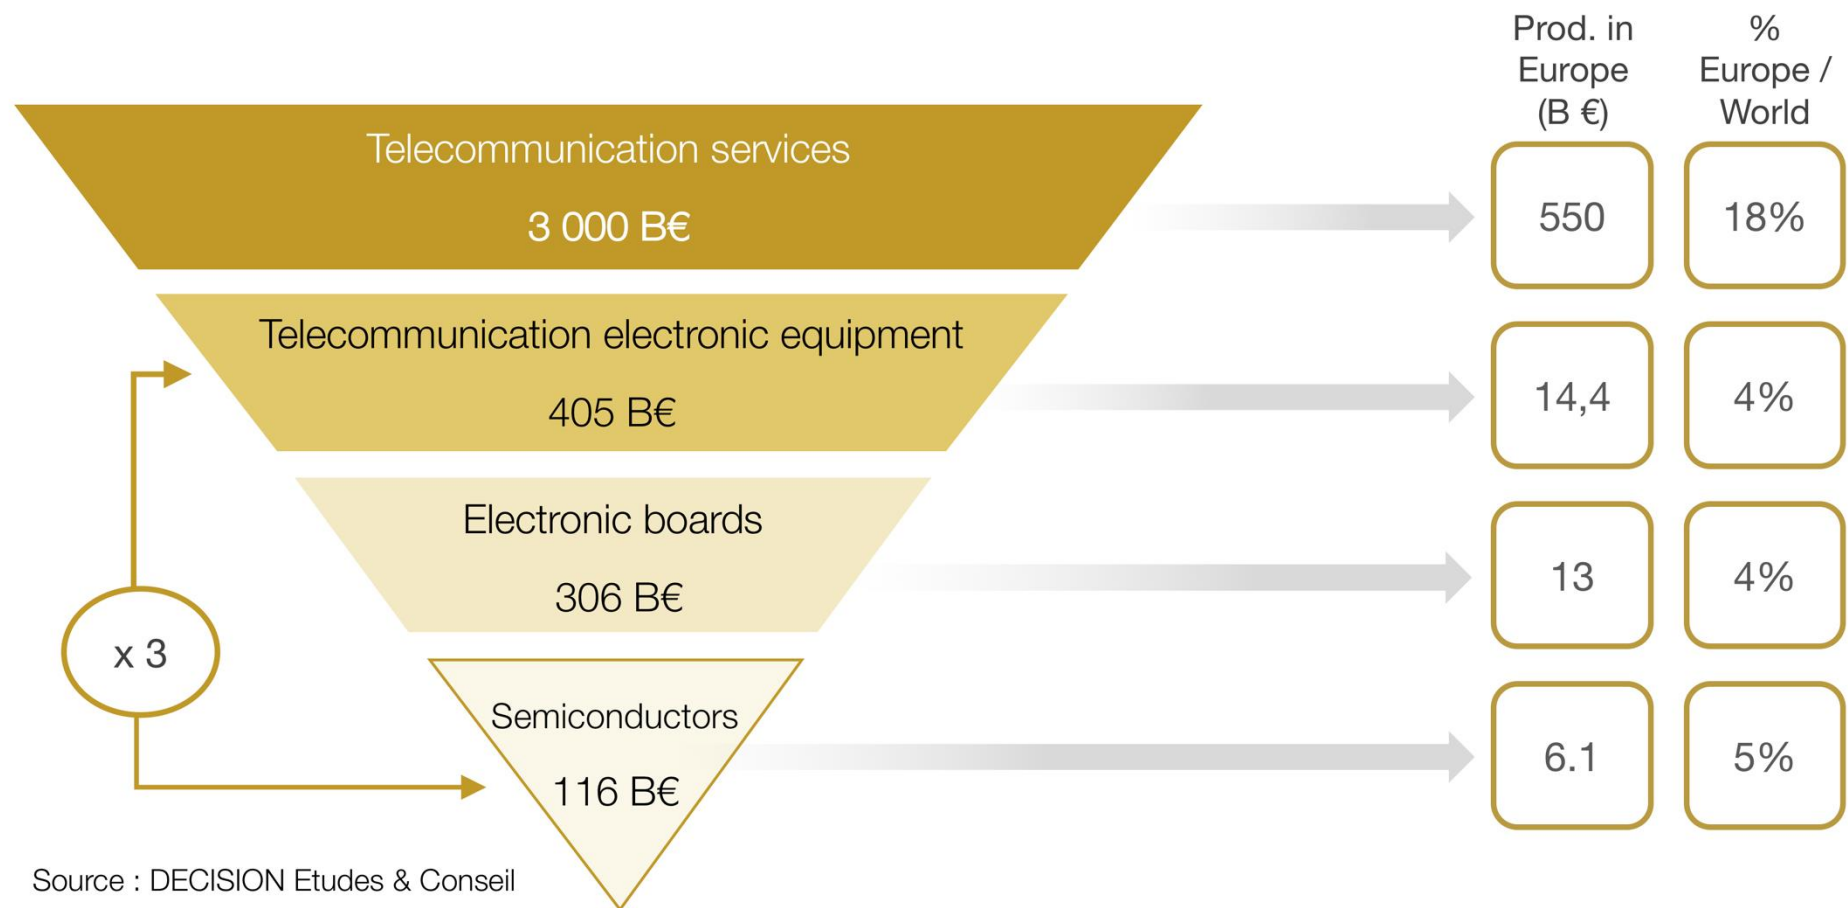 Prod. in
Europe
(B €)
%
Europe /
World
Telecommunication services
3 000 B€
550
18%
Telecommunication electronic equipment
405 B€
14,4
4%
Electronic boards
306 B€
13
4%
x 3
Semiconductors
116 B€
6.1
5%
Source : DECISION Etudes & Conseil